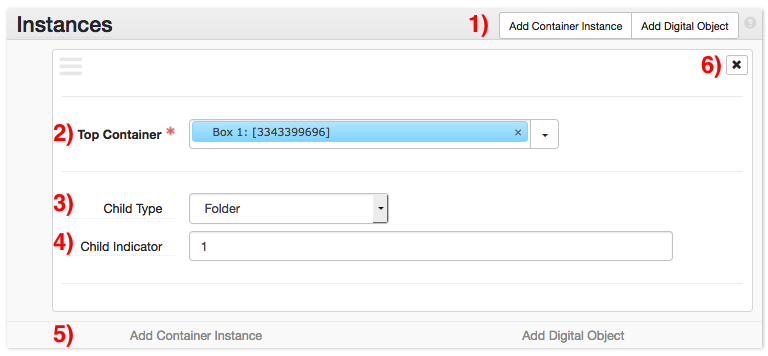 Instances 1) Add Container Instance Add Digital Object ?
6) ✖
2) Top Container * Box 1: [3343399696] ×
3) Child Type Folder
4) Child Indicator 1
5) Add Container Instance Add Digital Object